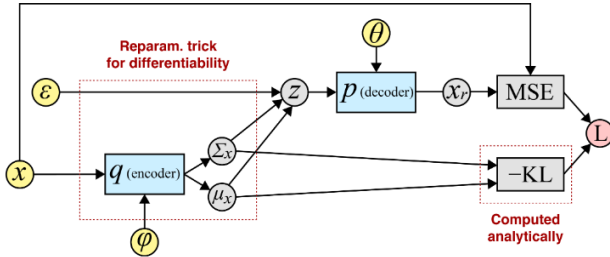 Reparam. trick
for differentiability
θ
ε
z
p (decoder)
x_r
MSE
L
x
q (encoder)
Σ_x
μ_x
−KL
φ
Computed
analytically